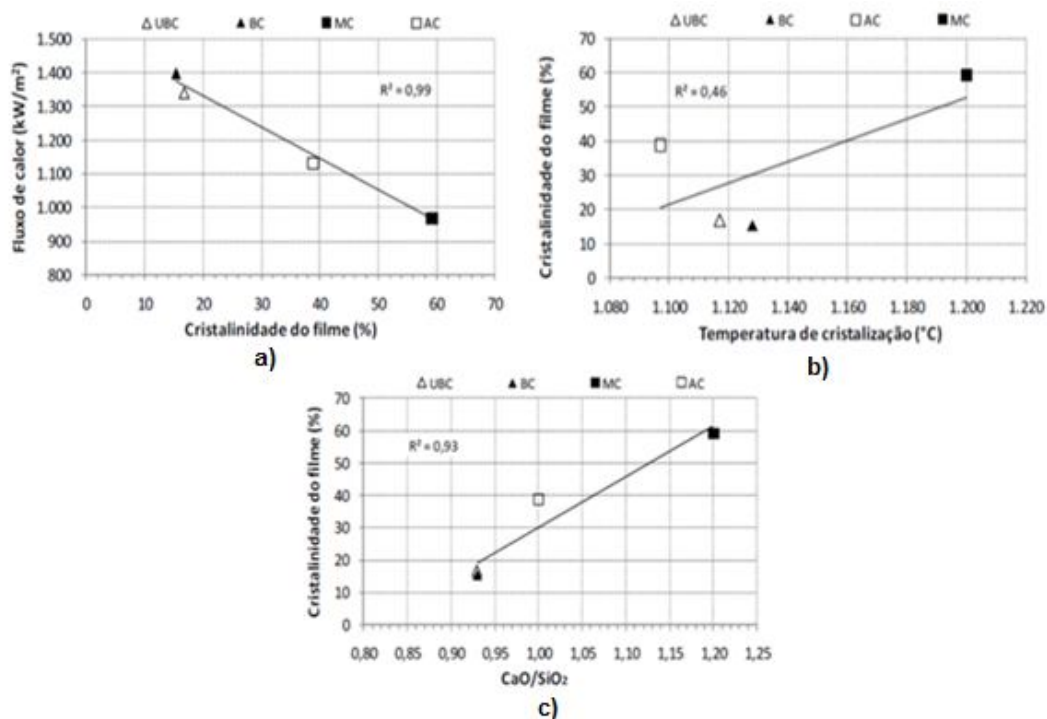 △ UBC ▲ BC ■ MC □ AC
Fluxo de calor (kW/m²)
1.500
1.400
1.300
1.200
1.100
1.000
900
800
R² = 0,99
0 10 20 30 40 50 60 70
Cristalinidade do filme (%)
a)
△ UBC ▲ BC ■ MC □ AC
Cristalinidade do filme (%)
70
60
50
40
30
20
10
0
R² = 0,46
1.080 1.100 1.120 1.140 1.160 1.180 1.200 1.220
Temperatura de cristalização (°C)
b)
△ UBC ▲ BC ■ MC □ AC
Cristalinidade do filme (%)
70
60
50
40
30
20
10
0
R² = 0,93
0,80 0,85 0,90 0,95 1,00 1,05 1,10 1,15 1,20 1,25
CaO/SiO₂
c)